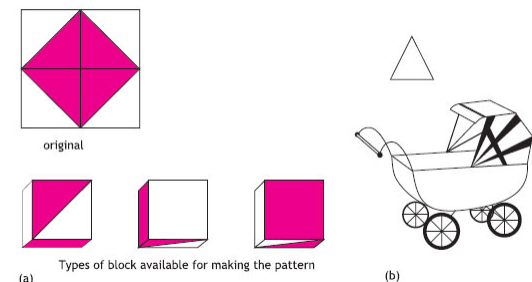 original
Types of block available for making the pattern
(a)
(b)